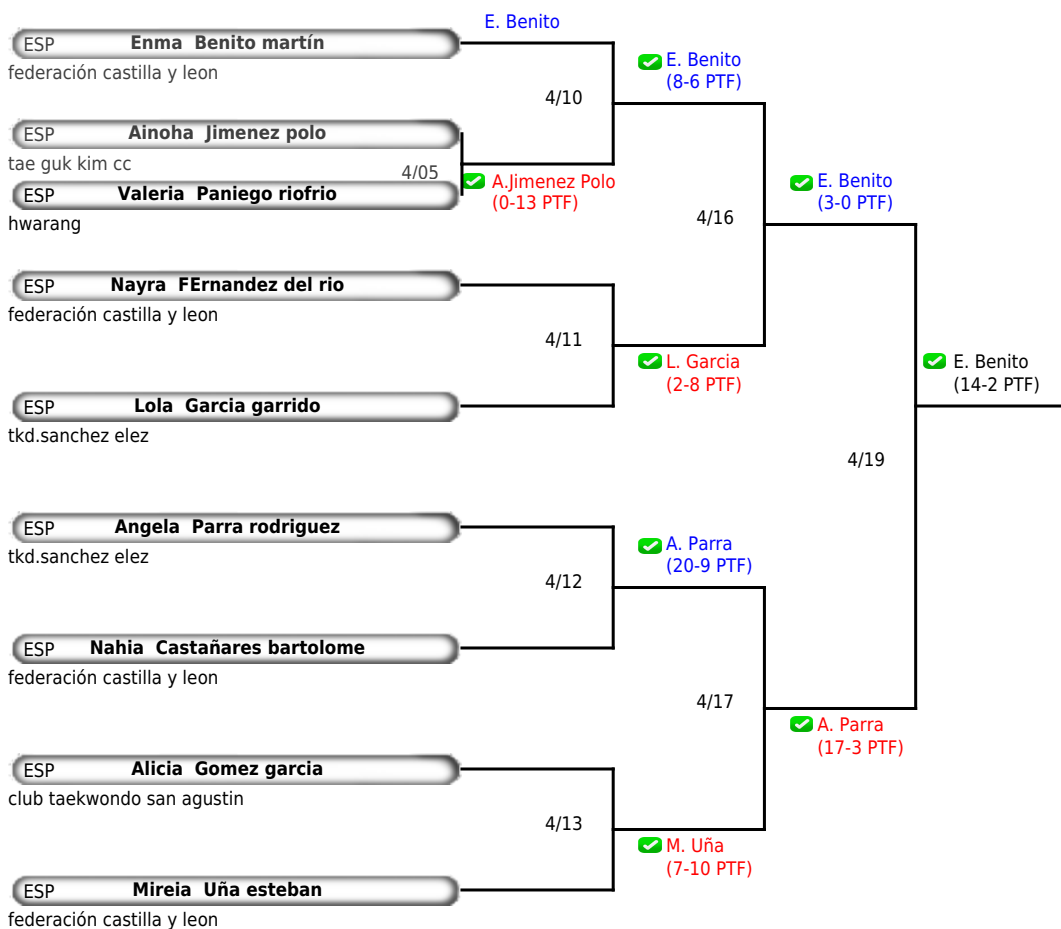 E. Benito
ESP Enma Benito martín
federación castilla y leon
E. Benito
(8-6 PTF)
4/10
ESP Ainoha Jimenez polo
tae guk kim cc
4/05
A.Jimenez Polo
(0-13 PTF)
ESP Valeria Paniego riofrio
hwarang
E. Benito
(3-0 PTF)
4/16
ESP Nayra FErnandez del rio
federación castilla y leon
4/11
L. Garcia
(2-8 PTF)
E. Benito
(14-2 PTF)
ESP Lola Garcia garrido
tkd.sanchez elez
4/19
ESP Angela Parra rodriguez
tkd.sanchez elez
A. Parra
(20-9 PTF)
4/12
ESP Nahia Castañares bartolome
federación castilla y leon
4/17
A. Parra
(17-3 PTF)
ESP Alicia Gomez garcia
club taekwondo san agustin
4/13
M. Uña
(7-10 PTF)
ESP Mireia Uña esteban
federación castilla y leon